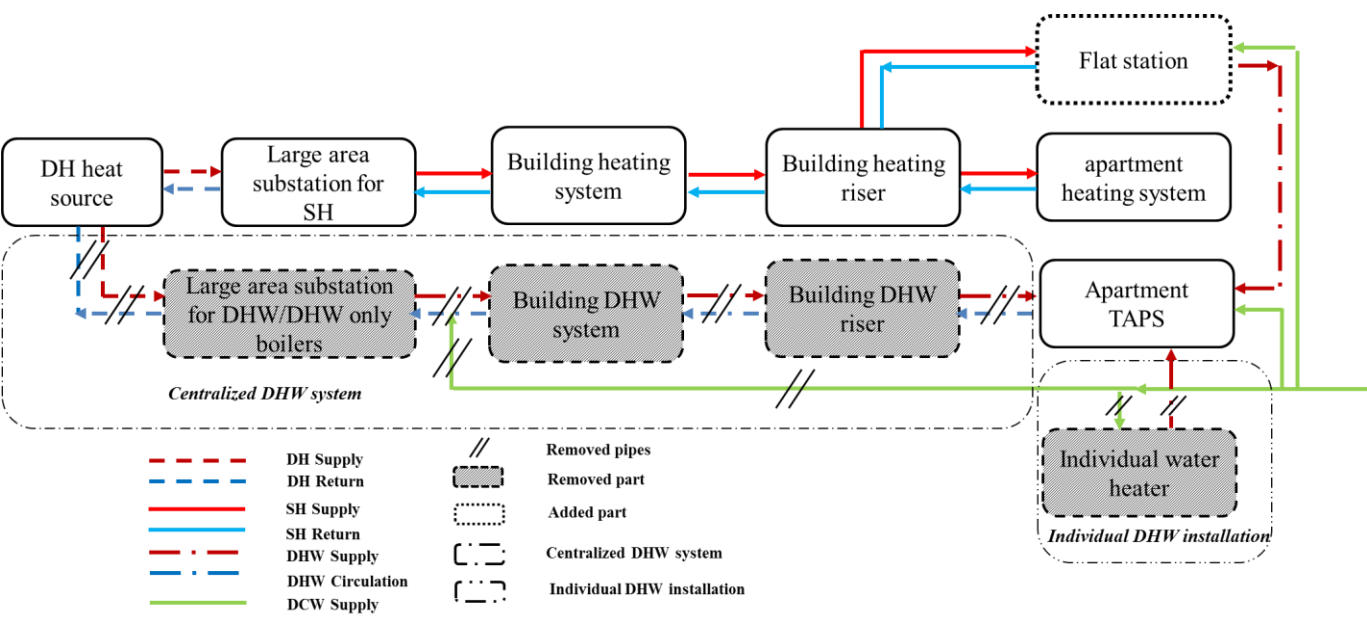 Flat station
DH heat
source
Large area
substation for
SH
Building heating
system
Building heating
riser
apartment
heating system
Large area substation
for DHW/DHW only
boilers
Building DHW
system
Building DHW
riser
Apartment
TAPS
Centralized DHW system
Individual water
heater
Individual DHW installation
DH Supply
DH Return
SH Supply
SH Return
DHW Supply
DHW Circulation
DCW Supply
Removed pipes
Removed part
Added part
Centralized DHW system
Individual DHW installation